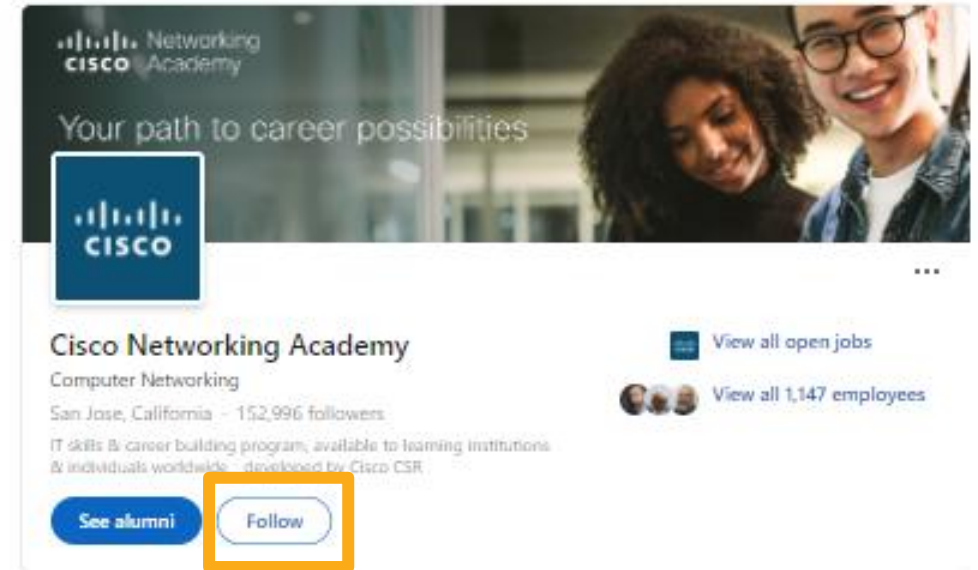 Networking
CISCO Academy
Your path to career possibilities
CISCO
Cisco Networking Academy
Computer Networking
San Jose, California - 152,996 followers
IT skills & career building program, available to learning institutions
& individuals worldwide developed by Cisco CSR
See alumni
Follow
View all open jobs
View all 1,147 employees